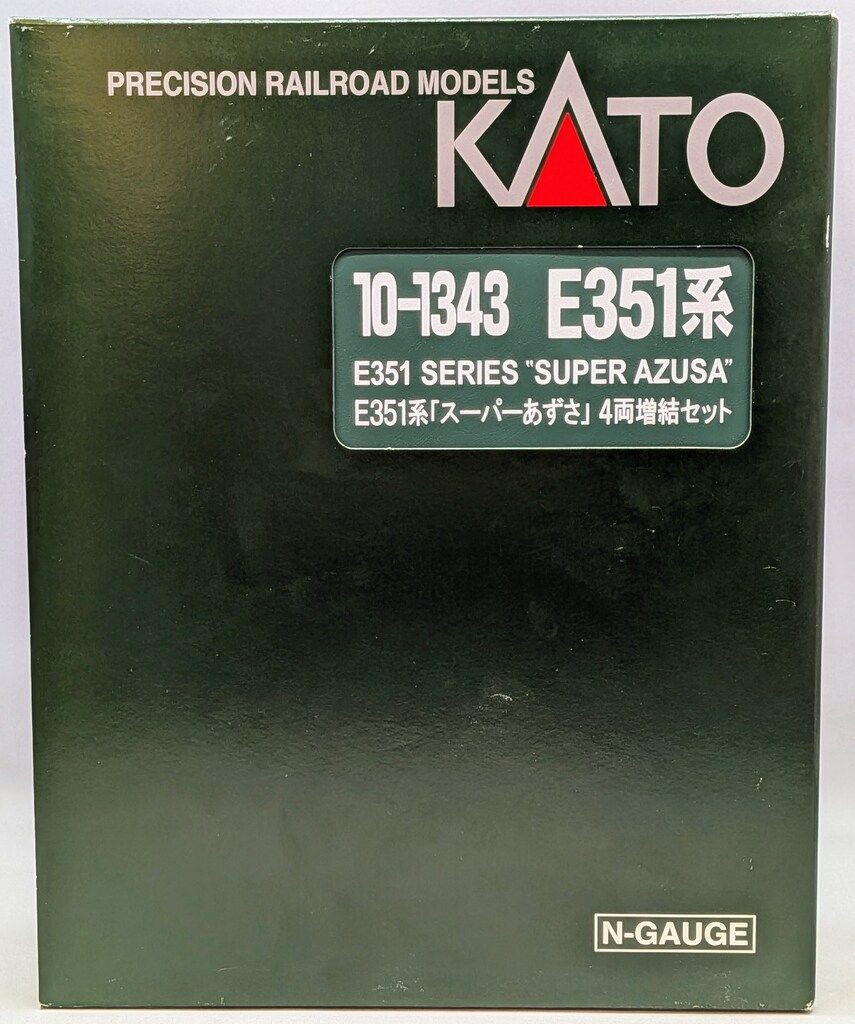 PRECISION RAILROAD MODELS
KATO
10-1343 E351系
E351 SERIES "SUPER AZUSA"
E351系「スーパーあずさ」 4両増結セット
N-GAUGE